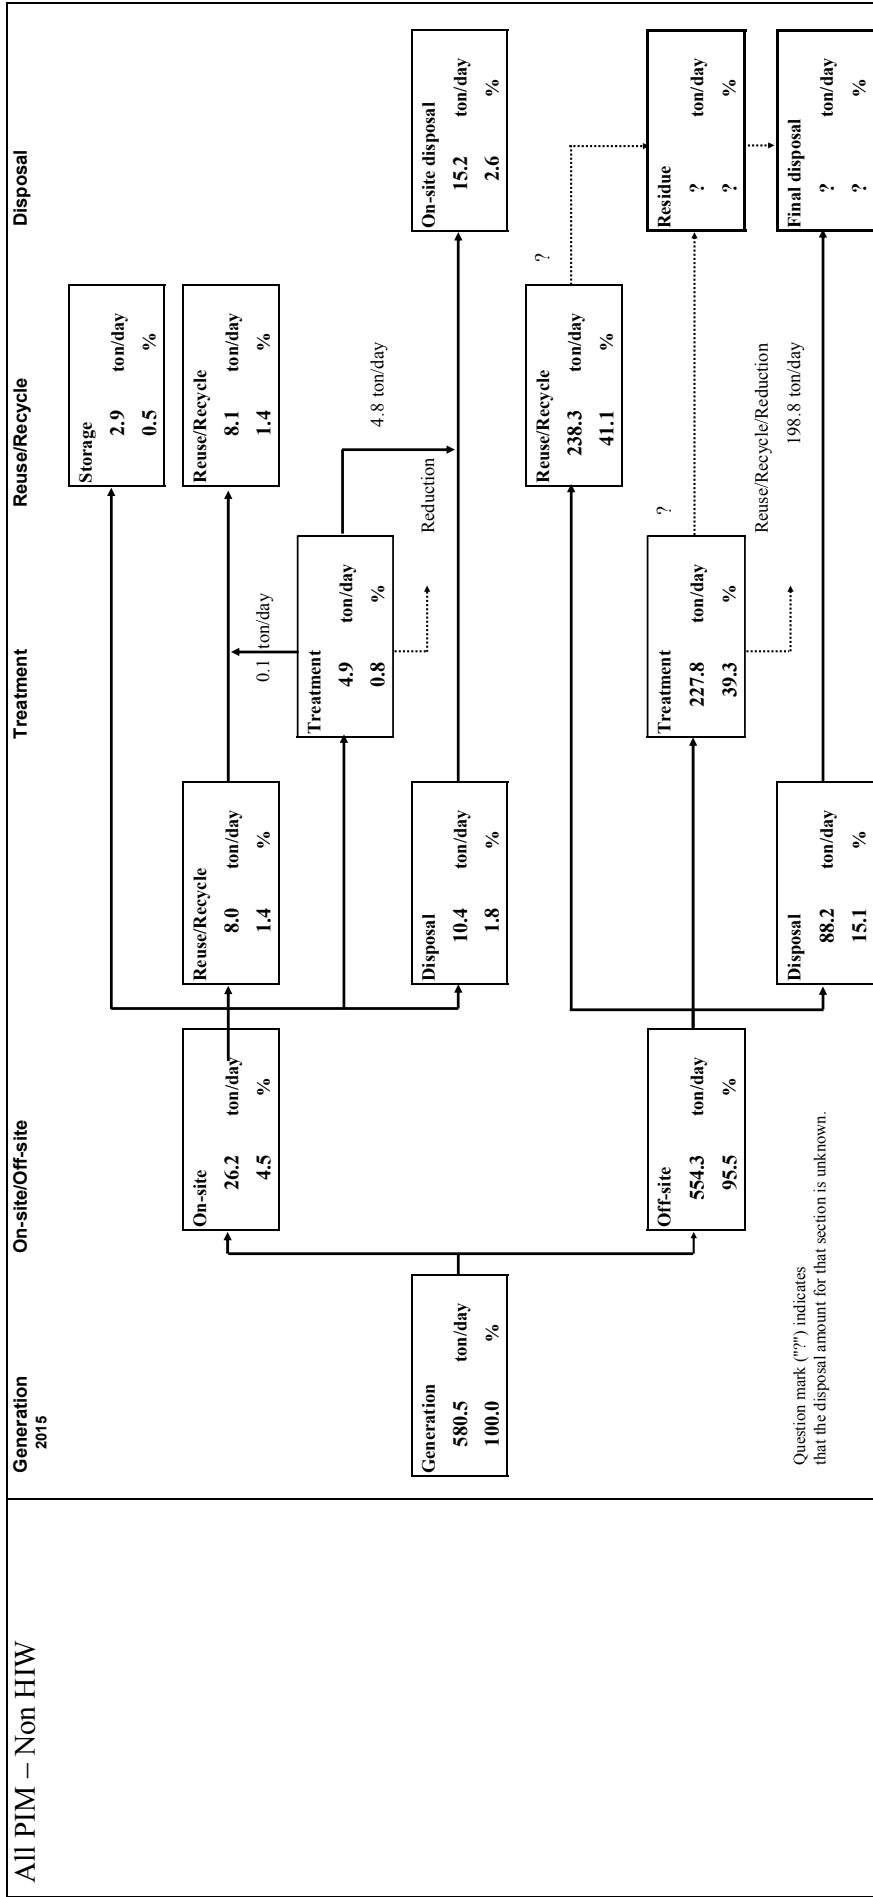 All PIM – Non HIW
Generation
2015
On-site/Off-site
Treatment
Reuse/Recycle
Disposal
Generation
580.5 ton/day
100.0 %
On-site
26.2 ton/day
4.5 %
Off-site
554.3 ton/day
95.5 %
Storage
2.9 ton/day
0.5 %
Reuse/Recycle
8.0 ton/day
1.4 %
Reuse/Recycle
8.1 ton/day
1.4 %
0.1 ton/day
Treatment
4.9 ton/day
0.8 %
4.8 ton/day
Reduction
Disposal
10.4 ton/day
1.8 %
On-site disposal
15.2 ton/day
2.6 %
Reuse/Recycle
238.3 ton/day
41.1 %
?
Treatment
227.8 ton/day
39.3 %
?
Residue
? ton/day
? %
Reuse/Recycle/Reduction
198.8 ton/day
Disposal
88.2 ton/day
15.1 %
Final disposal
? ton/day
? %
Question mark ("?") indicates
that the disposal amount for that section is unknown.